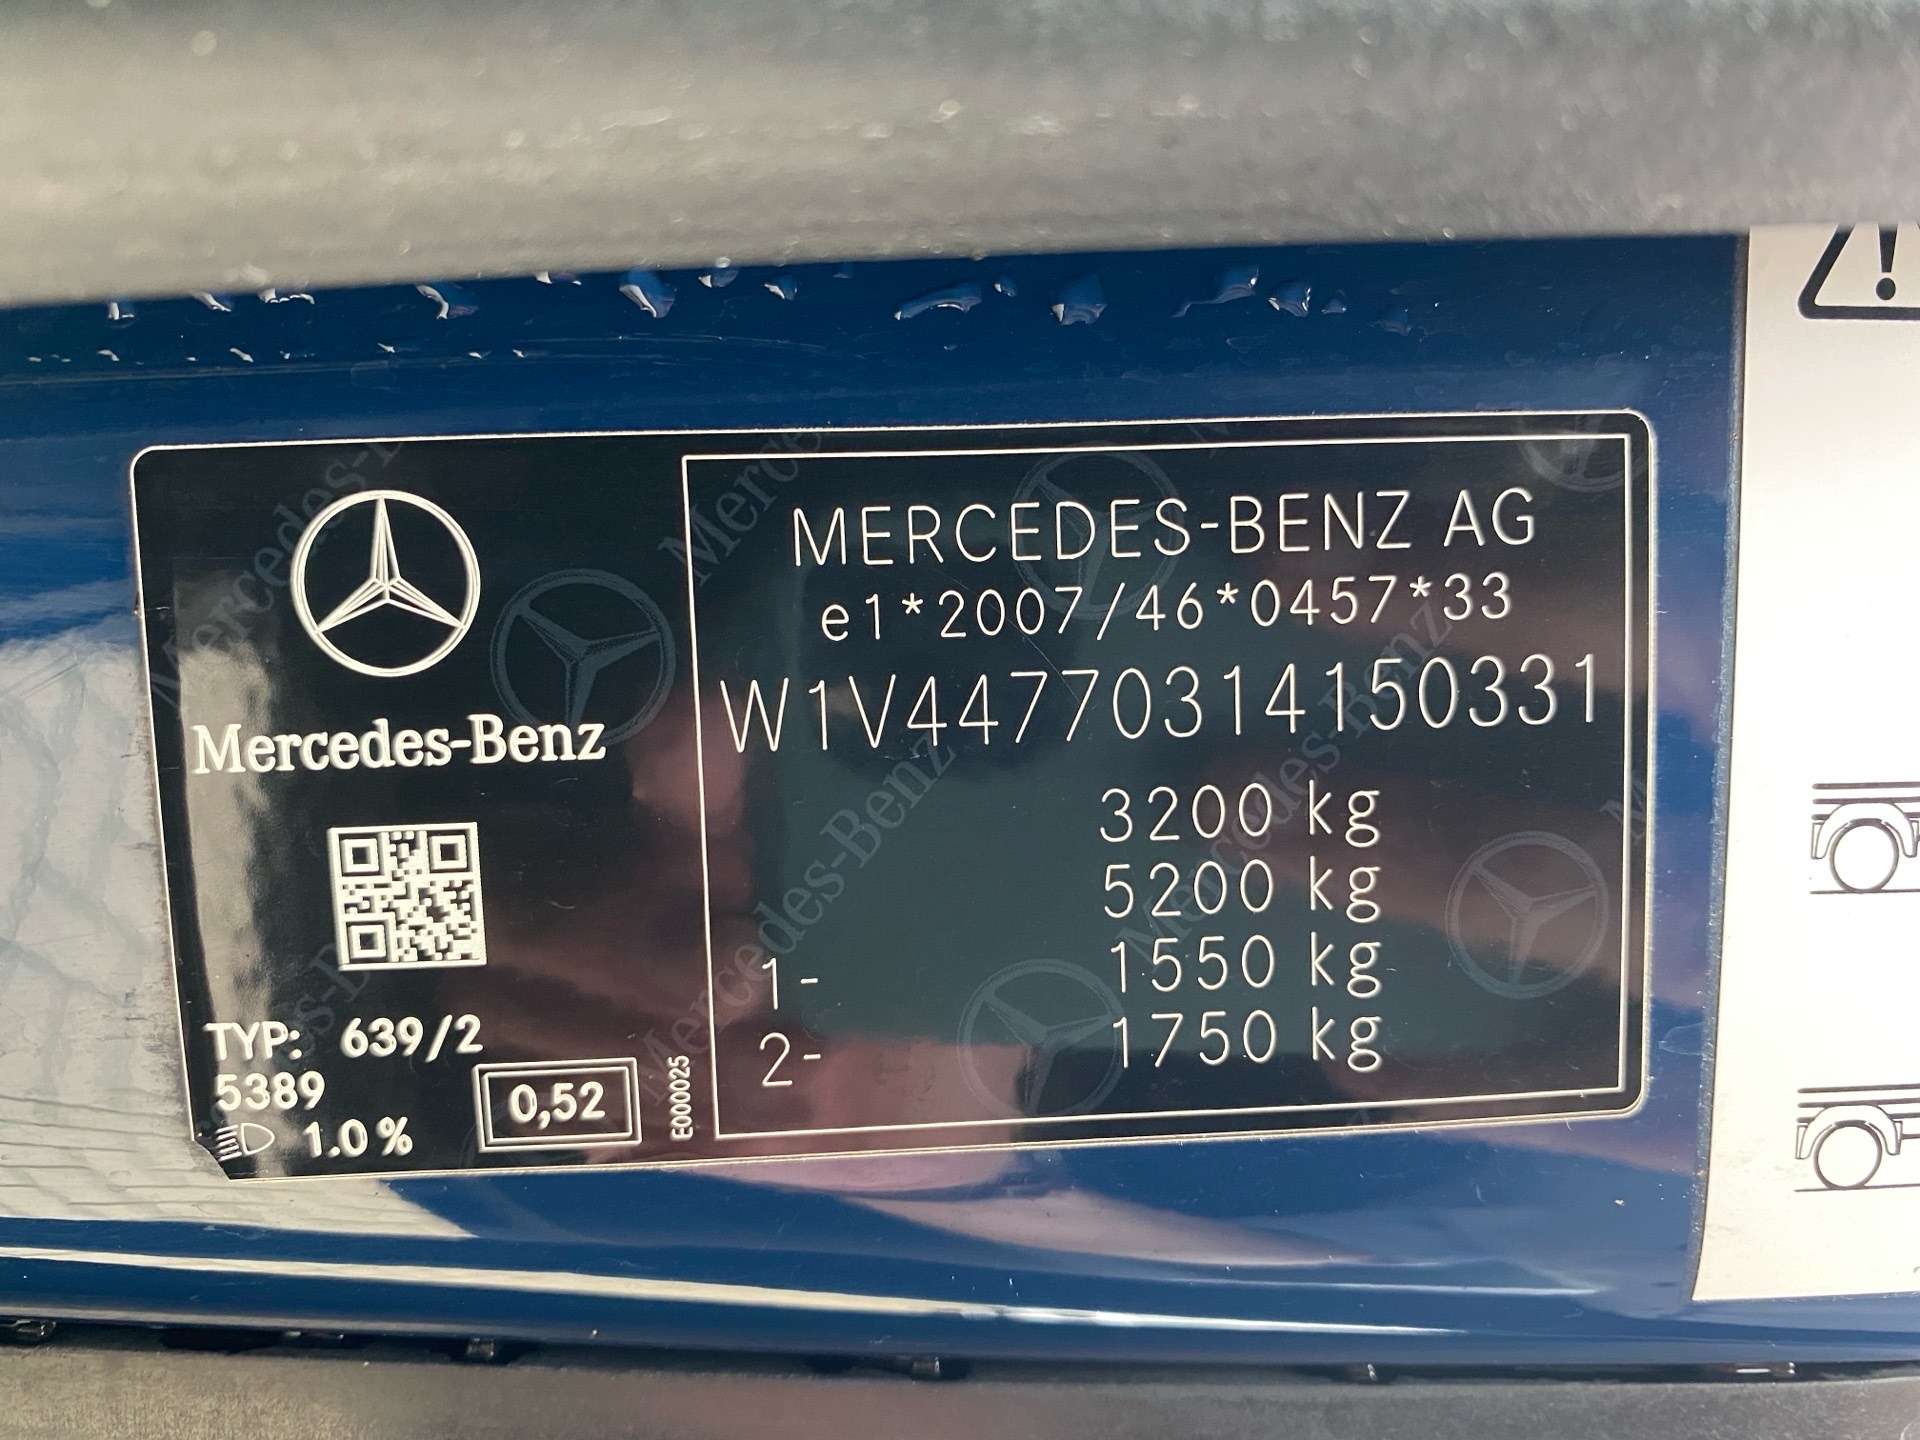 Mercedes-Benz
TYP: 639/2
5389
1.0%
0,52
E000025
MERCEDES-BENZ AG
e1*2007/46*0457*33
W1V44770314150331
3200 kg
5200 kg
1- 1550 kg
2- 1750 kg